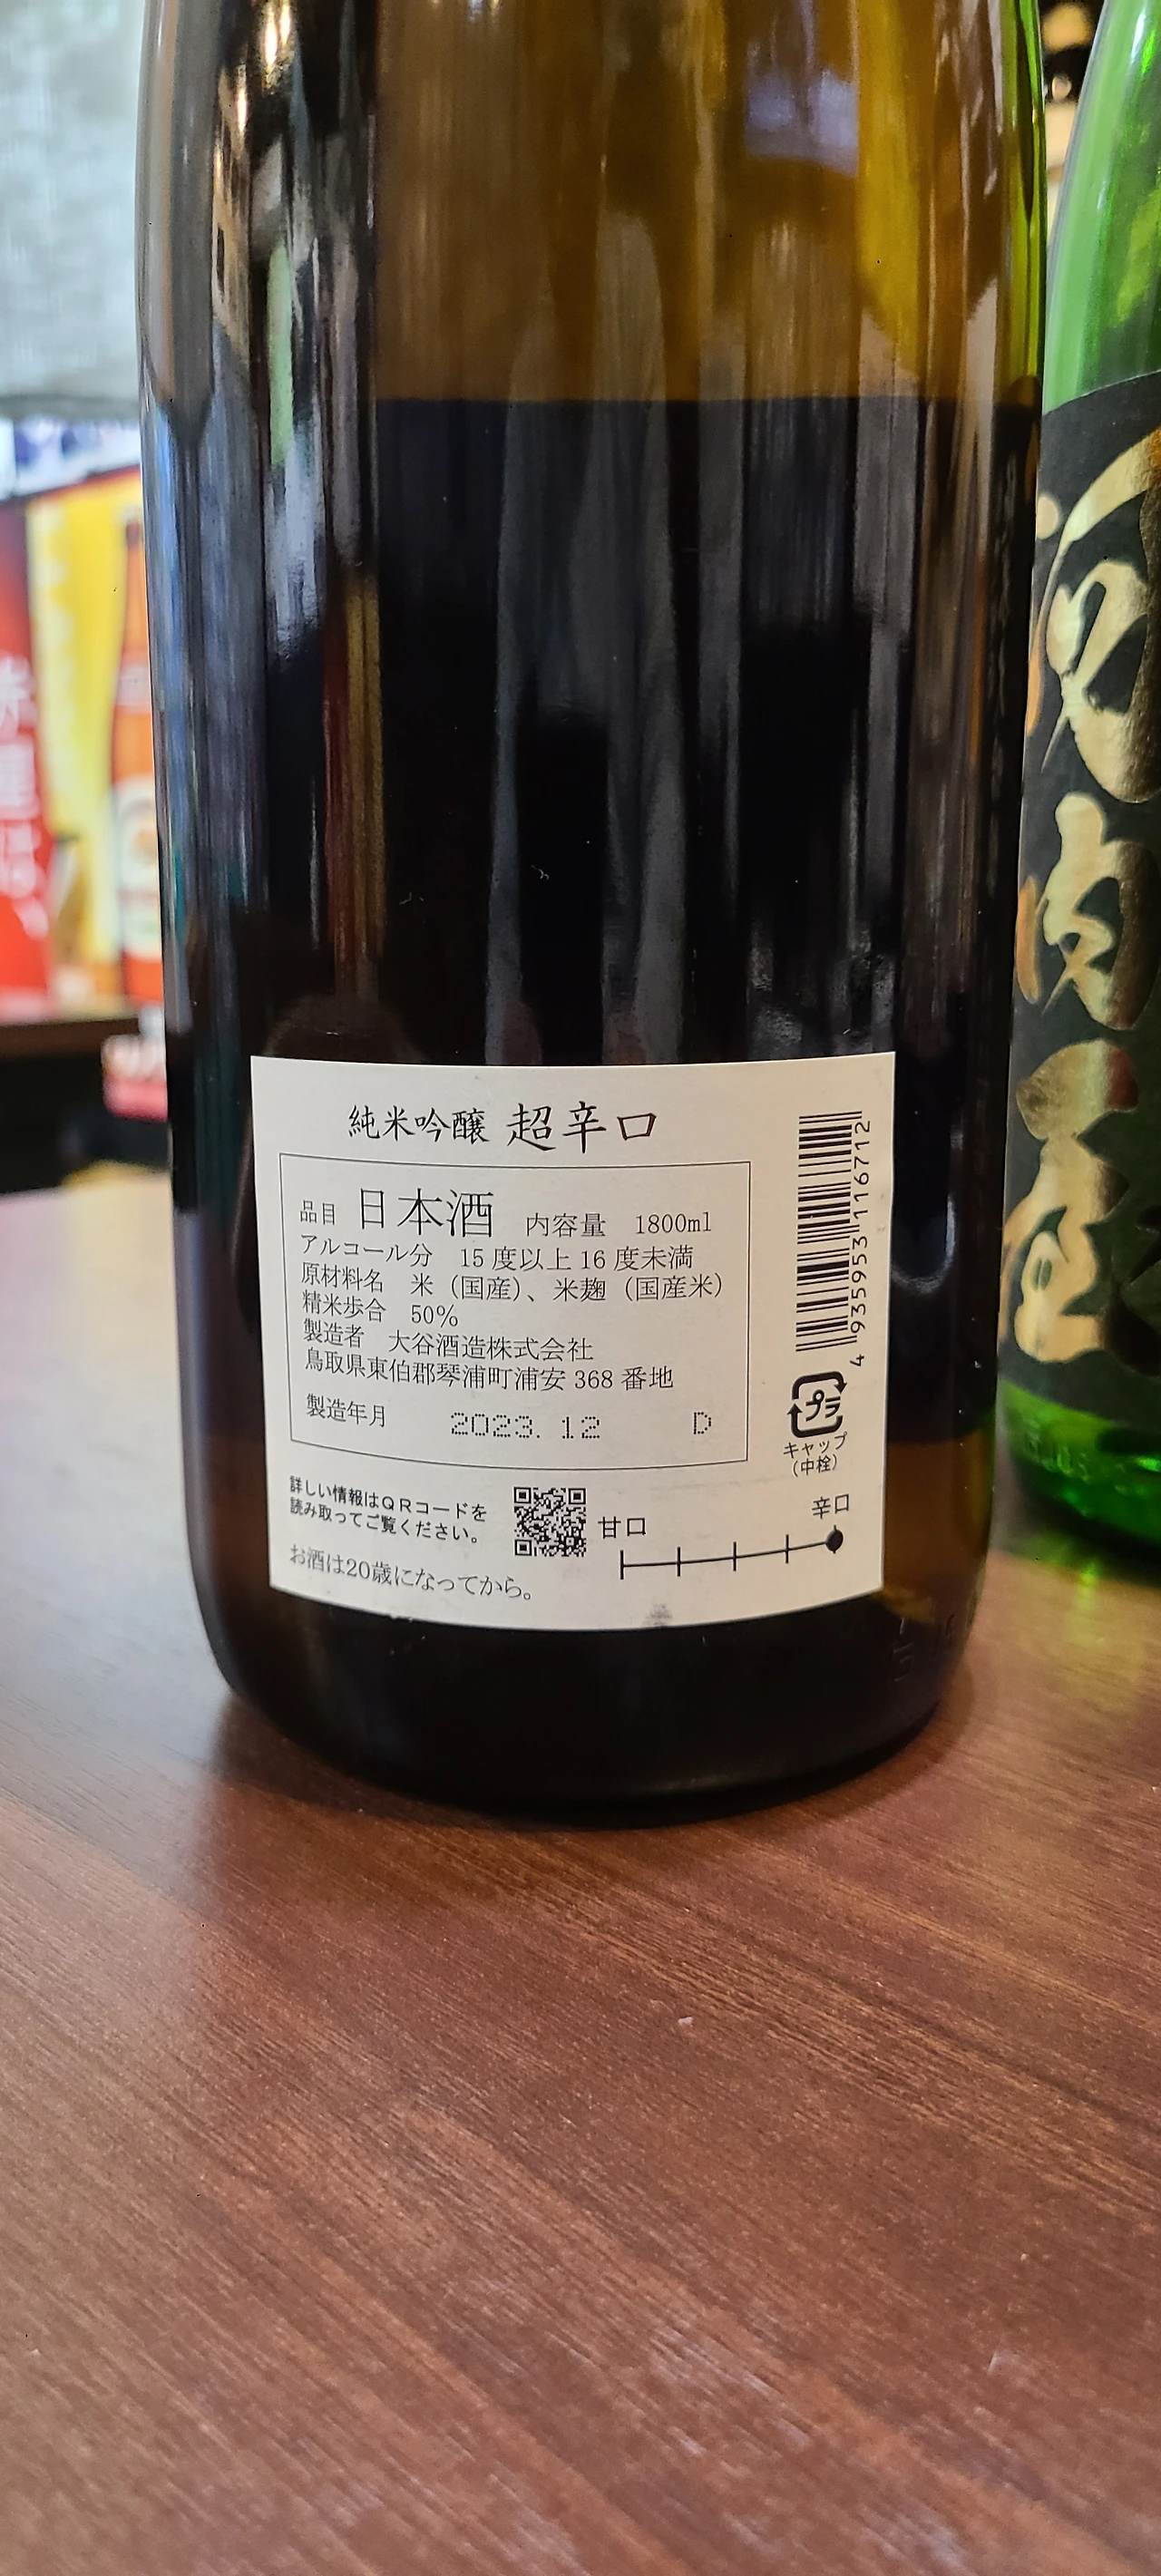 純米吟醸 超辛口
品目 日本酒 内容量 1800ml
アルコール分 15度以上16度未満
原材料名 米（国産）、米麹（国産米）
精米歩合 50%
製造者 大谷酒造株式会社
鳥取県東伯郡琴浦町浦安 368 番地
製造年月 2023.12 D
4 935953 116712
プラ
キャップ
（中栓）
詳しい情報はQRコードを
読み取ってご覧ください。
甘口 辛口
お酒は20歳になってから。